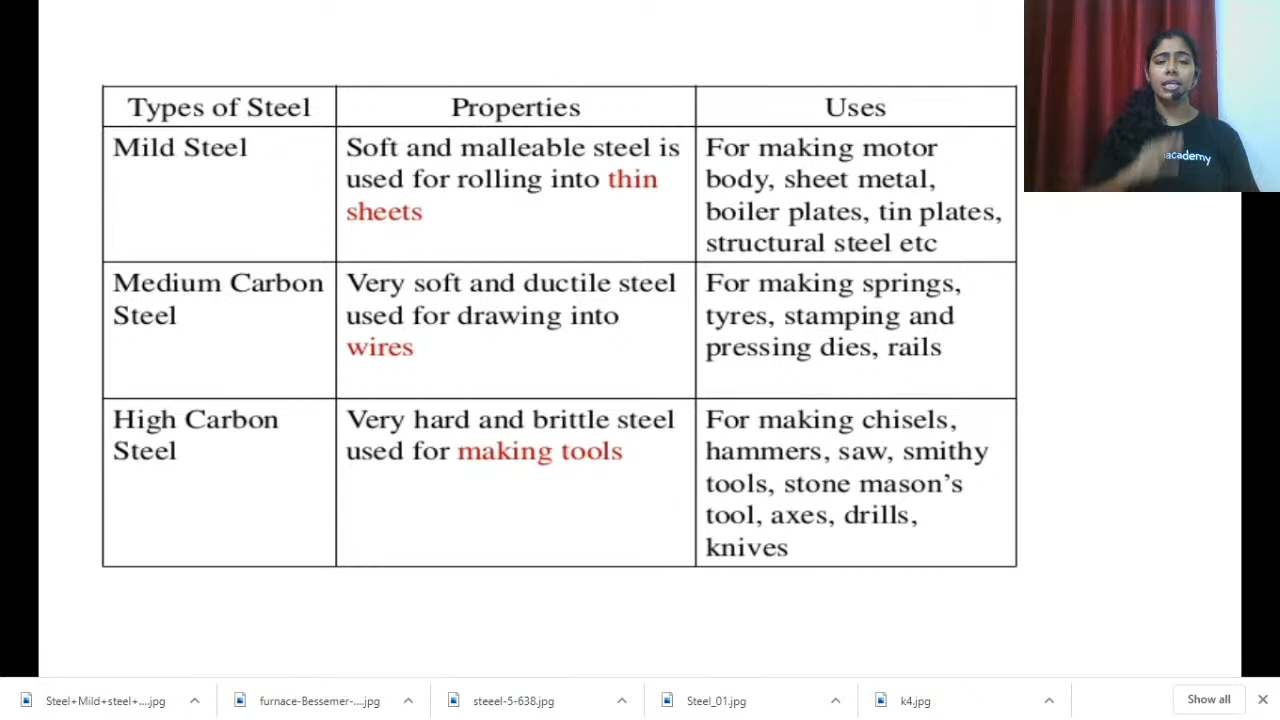 Types of Steel
Properties
Uses
Mild Steel
Soft and malleable steel is
used for rolling into thin
sheets
For making motor
body, sheet metal,
boiler plates, tin plates,
structural steel etc
Medium Carbon
Steel
Very soft and ductile steel
used for drawing into
wires
For making springs,
tyres, stamping and
pressing dies, rails
High Carbon
Steel
Very hard and brittle steel
used for making tools
For making chisels,
hammers, saw, smithy
tools, stone mason’s
tool, axes, drills,
knives
academy
Steel+Mild+steel+....jpg
furnace-Bessemer-....jpg
steeel-5-638.jpg
Steel_01.jpg
k4.jpg
Show all